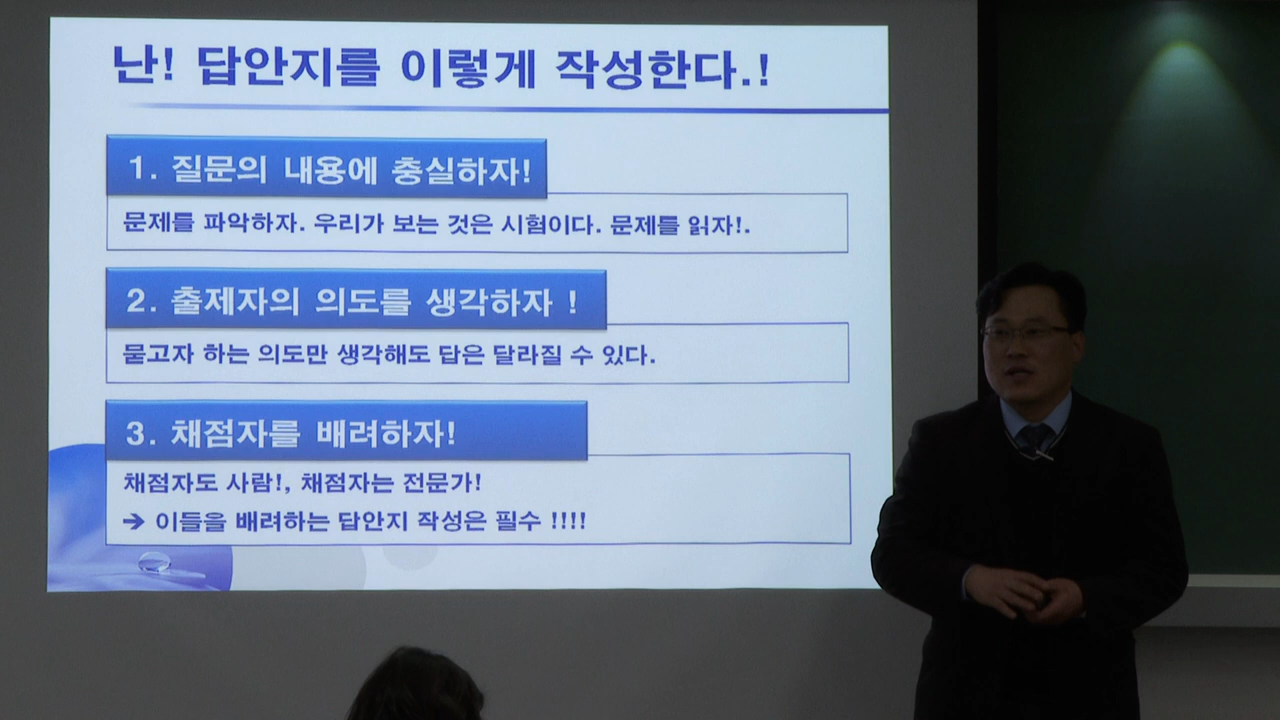 난! 답안지를 이렇게 작성한다.!
1. 질문의 내용에 충실하자!
문제를 파악하자. 우리가 보는 것은 시험이다. 문제를 읽자!.
2. 출제자의 의도를 생각하자 !
묻고자 하는 의도만 생각해도 답은 달라질 수 있다.
3. 채점자를 배려하자!
채점자도 사람!, 채점자는 전문가!
→ 이들을 배려하는 답안지 작성은 필수 !!!!